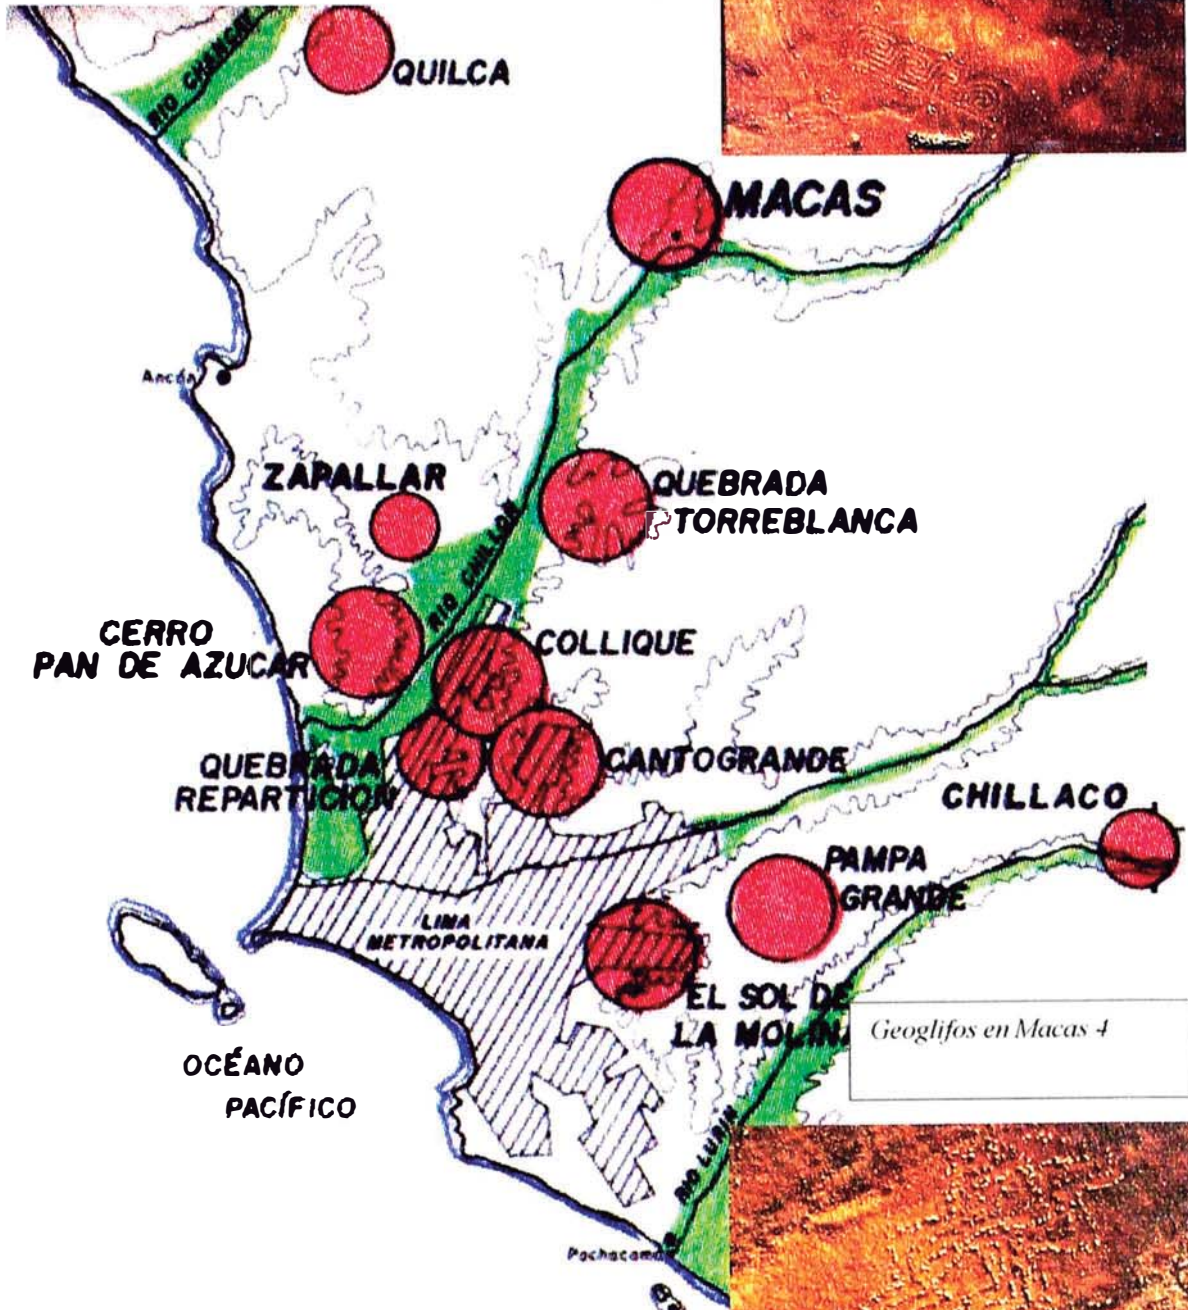 RIO CHANCAY
QUILCA
MACAS
Ancón
ZAPALLAR
QUEBRADA
TORREBLANCA
RIO CHILLON
CERRO
PAN DE AZUCAR
COLLIQUE
QUEBRADA
REPARTICION
CANTOGRANDE
CHILLACO
PAMPA
GRANDE
LIMA
METROPOLITANA
EL SOL DE
LA MOLINA
Geoglifos en Macas 4
OCÉANO
PACÍFICO
RIO LURIN